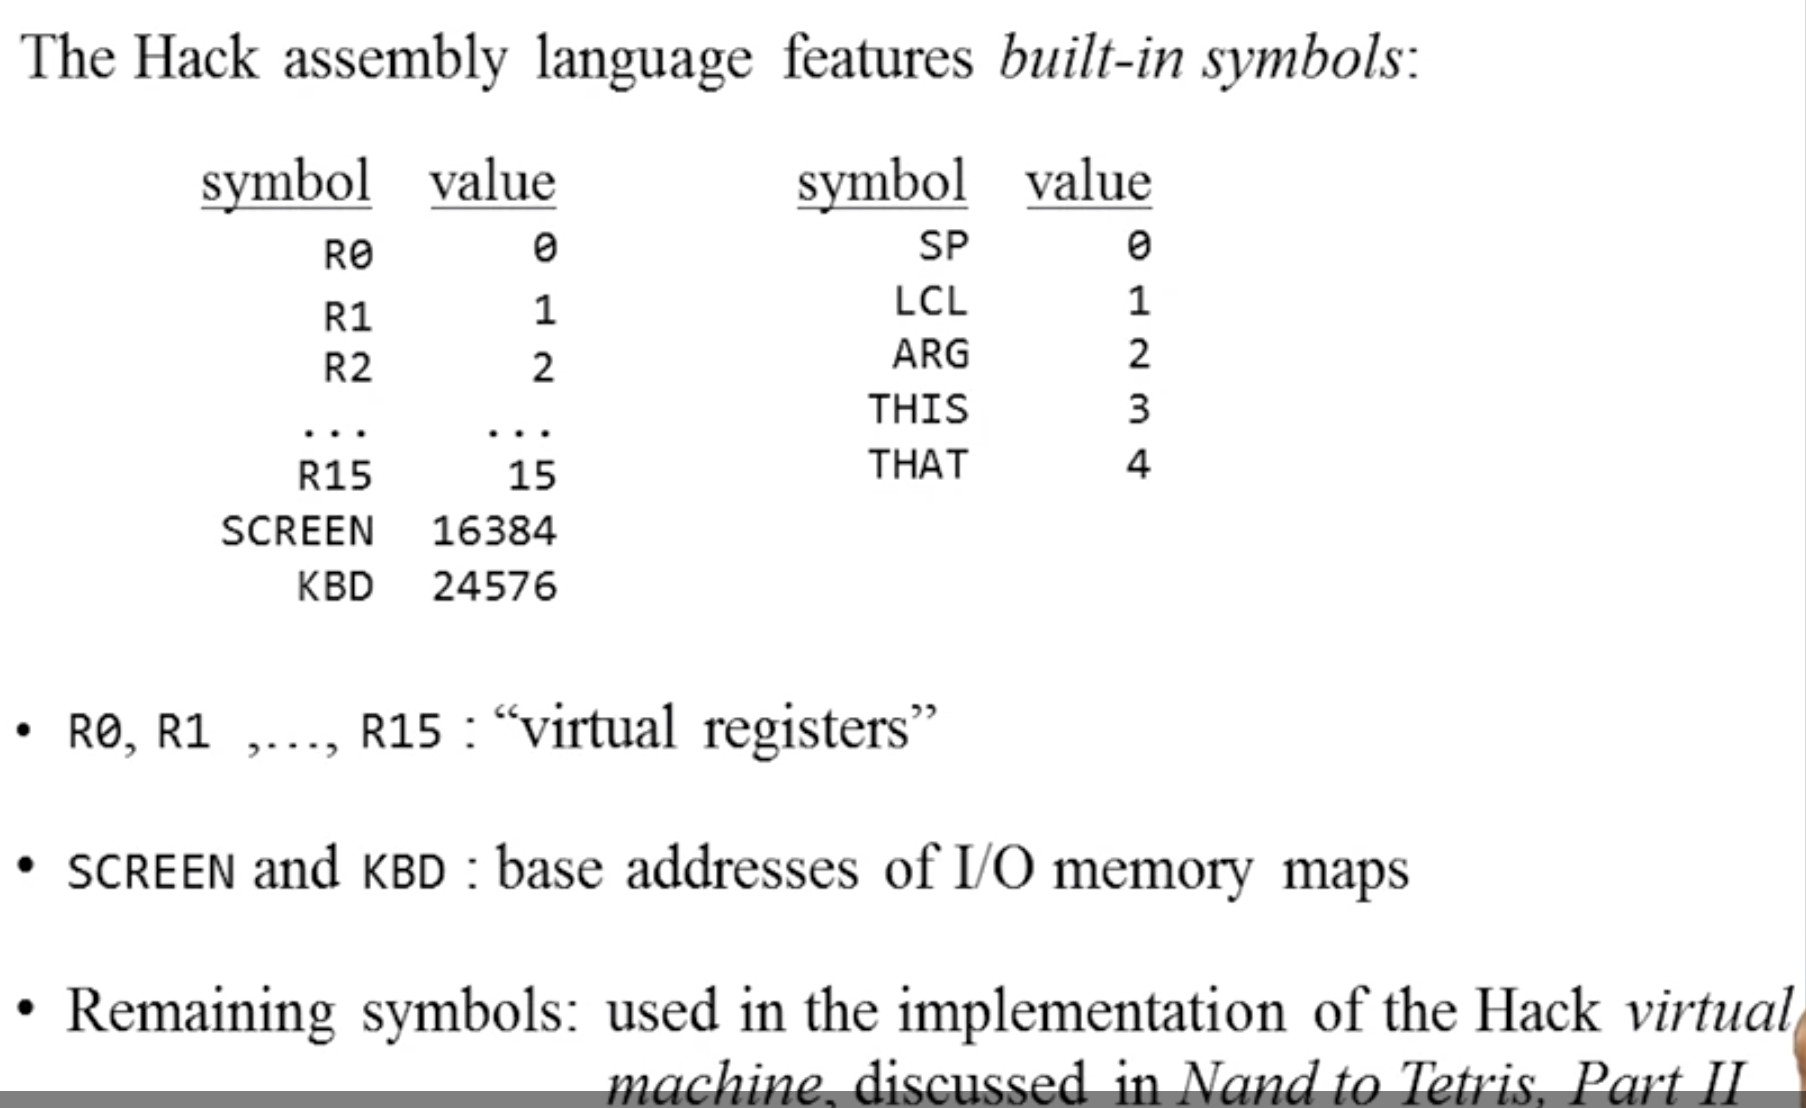 The Hack assembly language features built-in symbols:
symbol value
R0 0
R1 1
R2 2
... ...
R15 15
SCREEN 16384
KBD 24576
symbol value
SP 0
LCL 1
ARG 2
THIS 3
THAT 4
• R0, R1 ,..., R15 : “virtual registers”
• SCREEN and KBD : base addresses of I/O memory maps
• Remaining symbols: used in the implementation of the Hack virtual
machine, discussed in Nand to Tetris, Part II